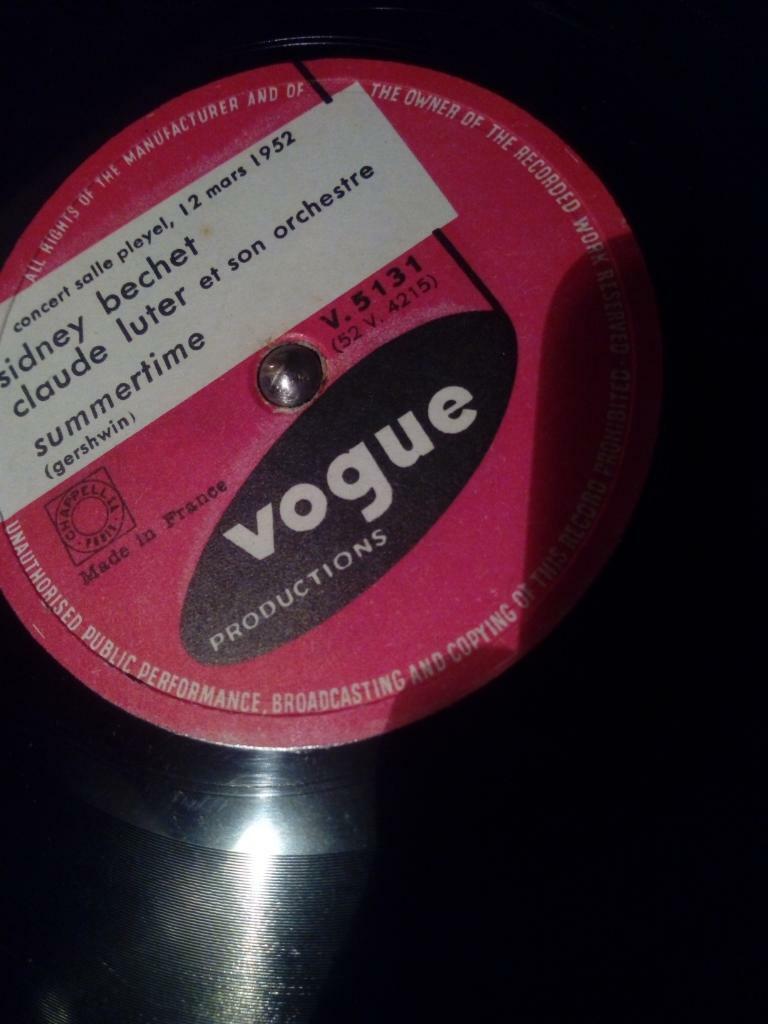 ALL RIGHTS OF THE MANUFACTURER AND OF THE OWNER OF THE RECORDED WORK RESERVED
concert salle pleyel, 12 mars 1952
sidney bechet
claude luter et son orchestre
summertime
(gershwin)
V. 5131
(52 V. 4215)
CHAPPELL
PARIS
Made in France
vogue
PRODUCTIONS
UNAUTHORISED PUBLIC PERFORMANCE, BROADCASTING AND COPYING OF THIS RECORD PROHIBITED